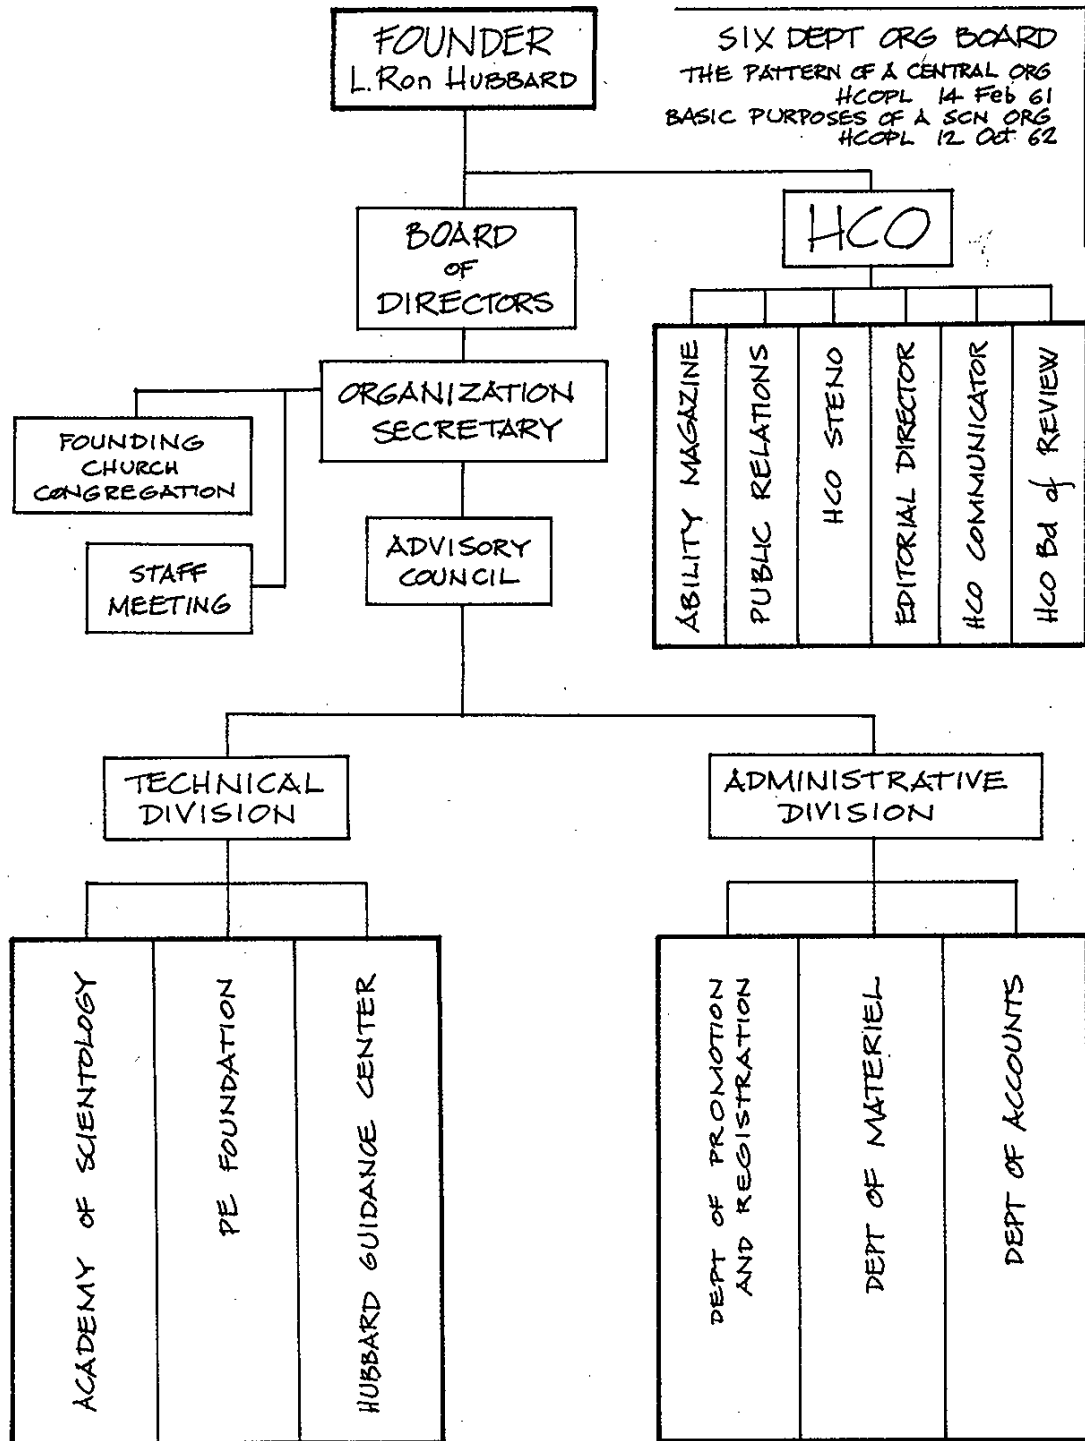 FOUNDER
L. RON HUBBARD
SIX DEPT ORG BOARD
THE PATTERN OF A CENTRAL ORG
HCOPL 14 Feb 61
BASIC PURPOSES OF A SCN ORG
HCOPL 12 Oct 62
BOARD
OF
DIRECTORS
HCO
ORGANIZATION
SECRETARY
FOUNDING
CHURCH
CONGREGATION
STAFF
MEETING
ADVISORY
COUNCIL
ABILITY MAGAZINE
PUBLIC RELATIONS
HCO STENO
EDITORIAL DIRECTOR
HCO COMMUNICATOR
HCO Bd of REVIEW
TECHNICAL
DIVISION
ADMINISTRATIVE
DIVISION
ACADEMY OF SCIENTOLOGY
PE FOUNDATION
HUBBARD GUIDANCE CENTER
DEPT OF PROMOTION
AND REGISTRATION
DEPT OF MATERIEL
DEPT OF ACCOUNTS